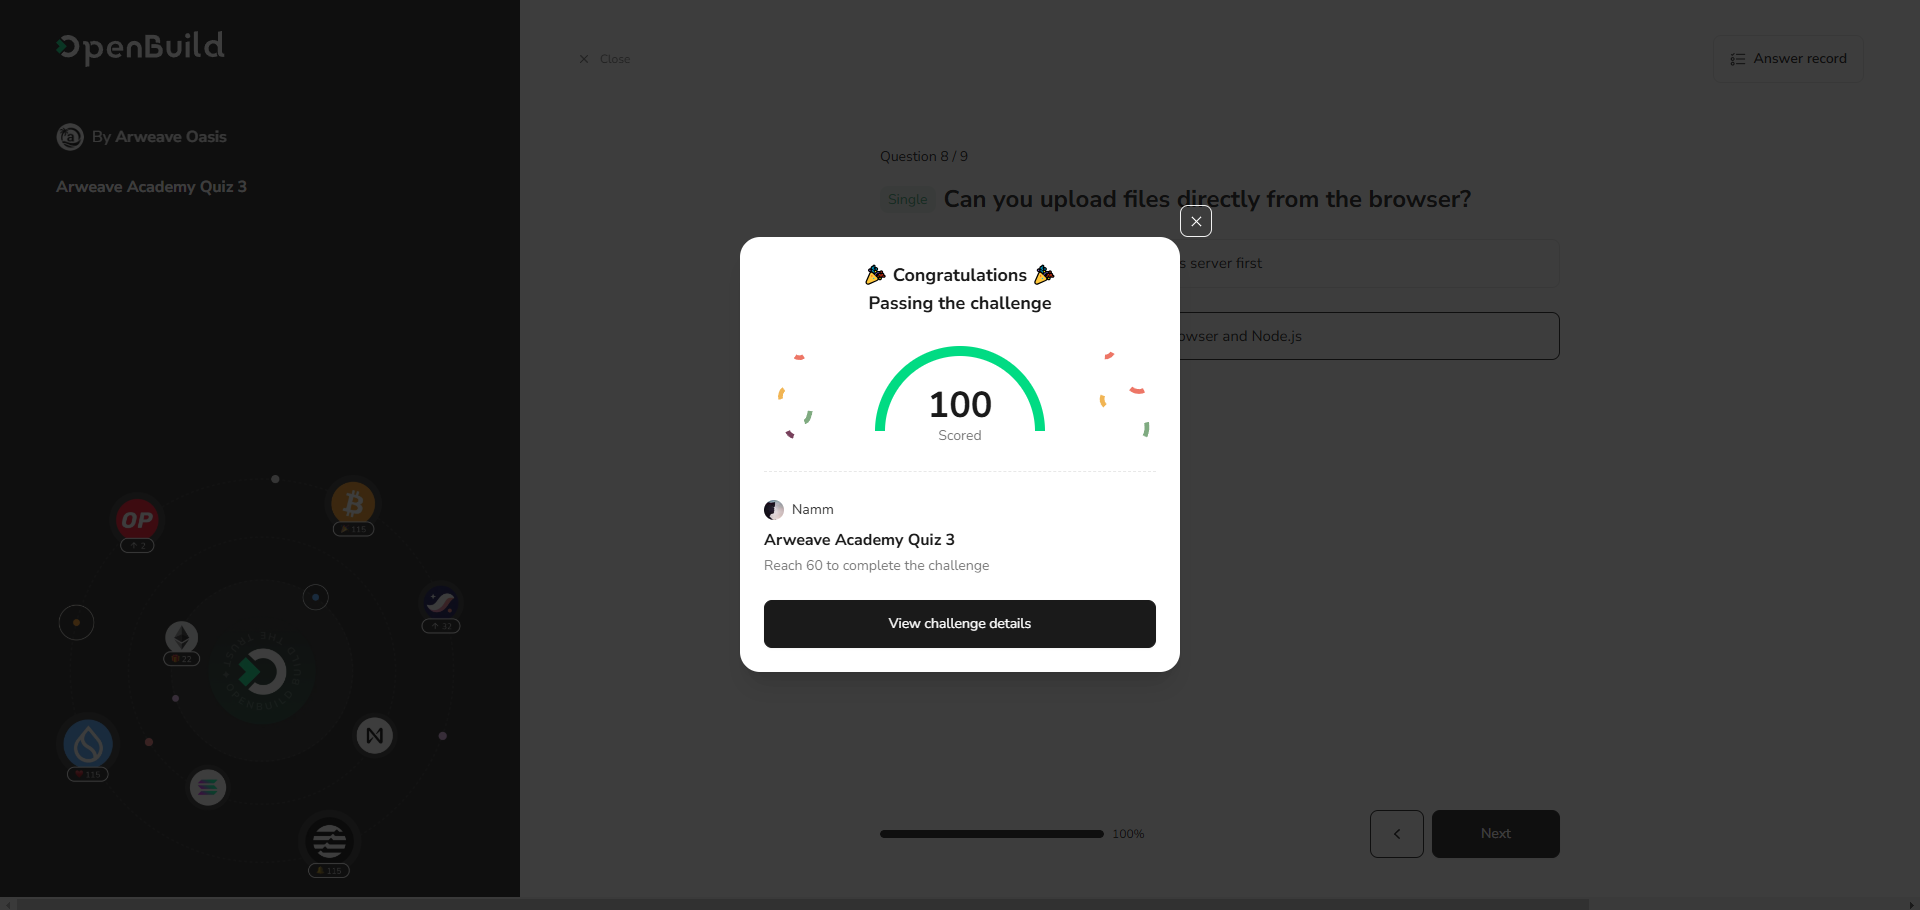 OpenBuild
By Arweave Oasis
Arweave Academy Quiz 3
OP
2
115
32
22
115
115
Close
Answer record
Question 8 / 9
Single Can you upload files directly from the browser?
s server first
owser and Node.js
Congratulations
Passing the challenge
100
Scored
Namm
Arweave Academy Quiz 3
Reach 60 to complete the challenge
View challenge details
100%
Next